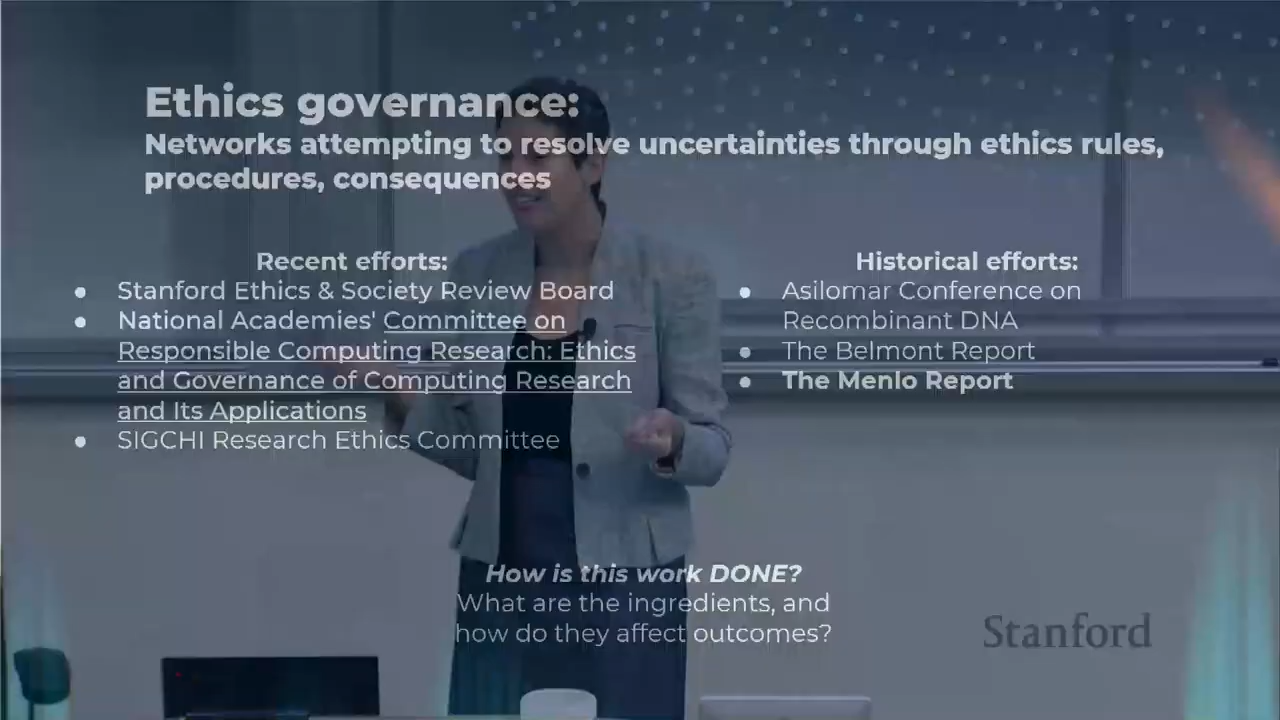 Ethics governance:
Networks attempting to resolve uncertainties through ethics rules,
procedures, consequences
Recent efforts:
● Stanford Ethics & Society Review Board
● National Academies' Committee on
Responsible Computing Research: Ethics
and Governance of Computing Research
and Its Applications
● SIGCHI Research Ethics Committee
Historical efforts:
● Asilomar Conference on
Recombinant DNA
● The Belmont Report
● The Menlo Report
How is this work DONE?
What are the ingredients, and
how do they affect outcomes?
Stanford